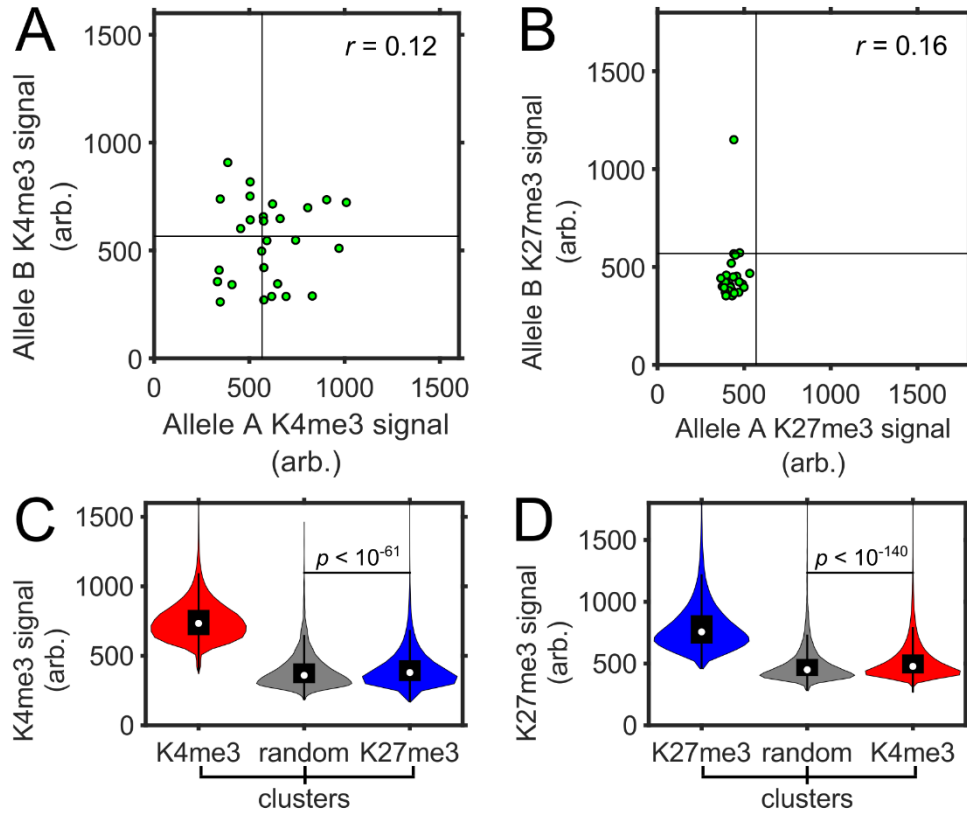 A
r = 0.12
1500
1000
500
0
Allele B K4me3 signal
(arb.)
0 500 1000 1500
Allele A K4me3 signal
(arb.)
B
r = 0.16
1500
1000
500
0
Allele B K27me3 signal
(arb.)
0 500 1000 1500
Allele A K27me3 signal
(arb.)
C
p < 10^-61
1500
1000
500
0
K4me3 signal
(arb.)
K4me3 random K27me3
clusters
D
p < 10^-140
1500
1000
500
0
K27me3 signal
(arb.)
K27me3 random K4me3
clusters